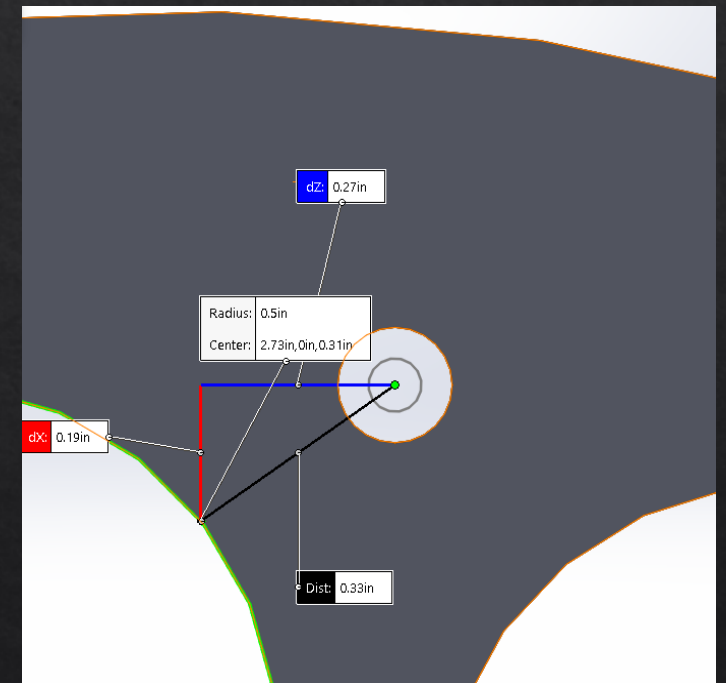 dZ: 0.27in
Radius: 0.5in
Center: 2.73in,0in,0.31in
dX: 0.19in
Dist: 0.33in